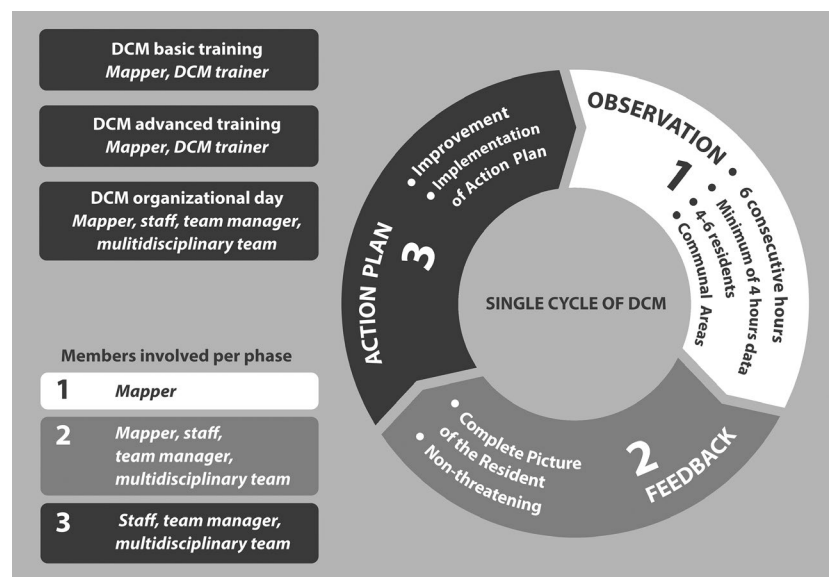 DCM basic training
Mapper, DCM trainer
DCM advanced training
Mapper, DCM trainer
DCM organizational day
Mapper, staff, team manager,
mulitidisciplinary team
Members involved per phase
1 Mapper
2 Mapper, staff,
team manager,
multidisciplinary team
3 Staff, team manager,
multidisciplinary team
SINGLE CYCLE OF DCM
OBSERVATION
1
• 6 consecutive hours
• Minimum of 4 hours data
• 4-6 residents
• Communal Areas
2
FEEDBACK
• Complete Picture
of the Resident
• Non-threatening
ACTION PLAN
3
• Improvement
• Implementation
of Action Plan